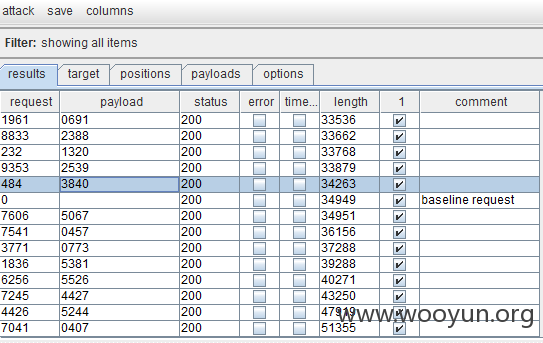 attack save columns
Filter: showing all items
results target positions payloads options
request payload status error time... length 1 comment
1961 0691 200 33536
8833 2388 200 33662
232 1320 200 33768
9353 2539 200 33879
484 3840 200 34263
0 200 34949 baseline request
7606 5067 200 34951
7541 0457 200 36156
3771 0773 200 37288
1836 5381 200 39288
6256 5526 200 40271
7245 4427 200 43250
4426 5244 200 47919
7041 0407 200 51355
www.wooyun.org